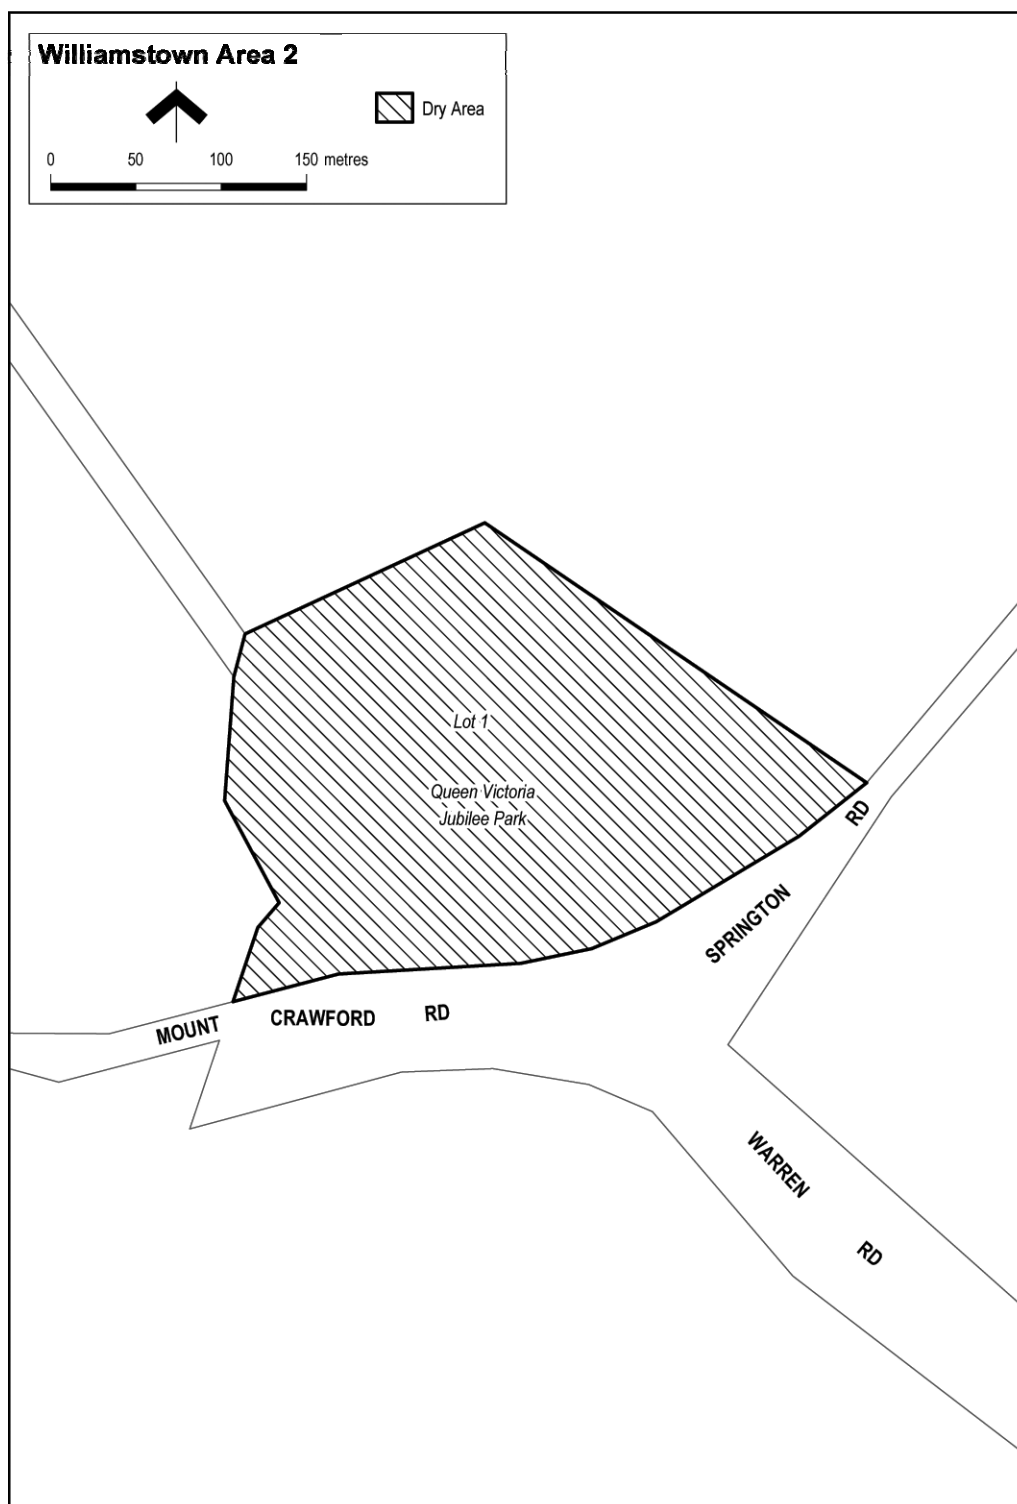 Williamstown Area 2
Dry Area
0 50 100 150 metres
Lot 1
Queen Victoria
Jubilee Park
RD
SPRINGTON
MOUNT CRAWFORD RD
WARREN
RD